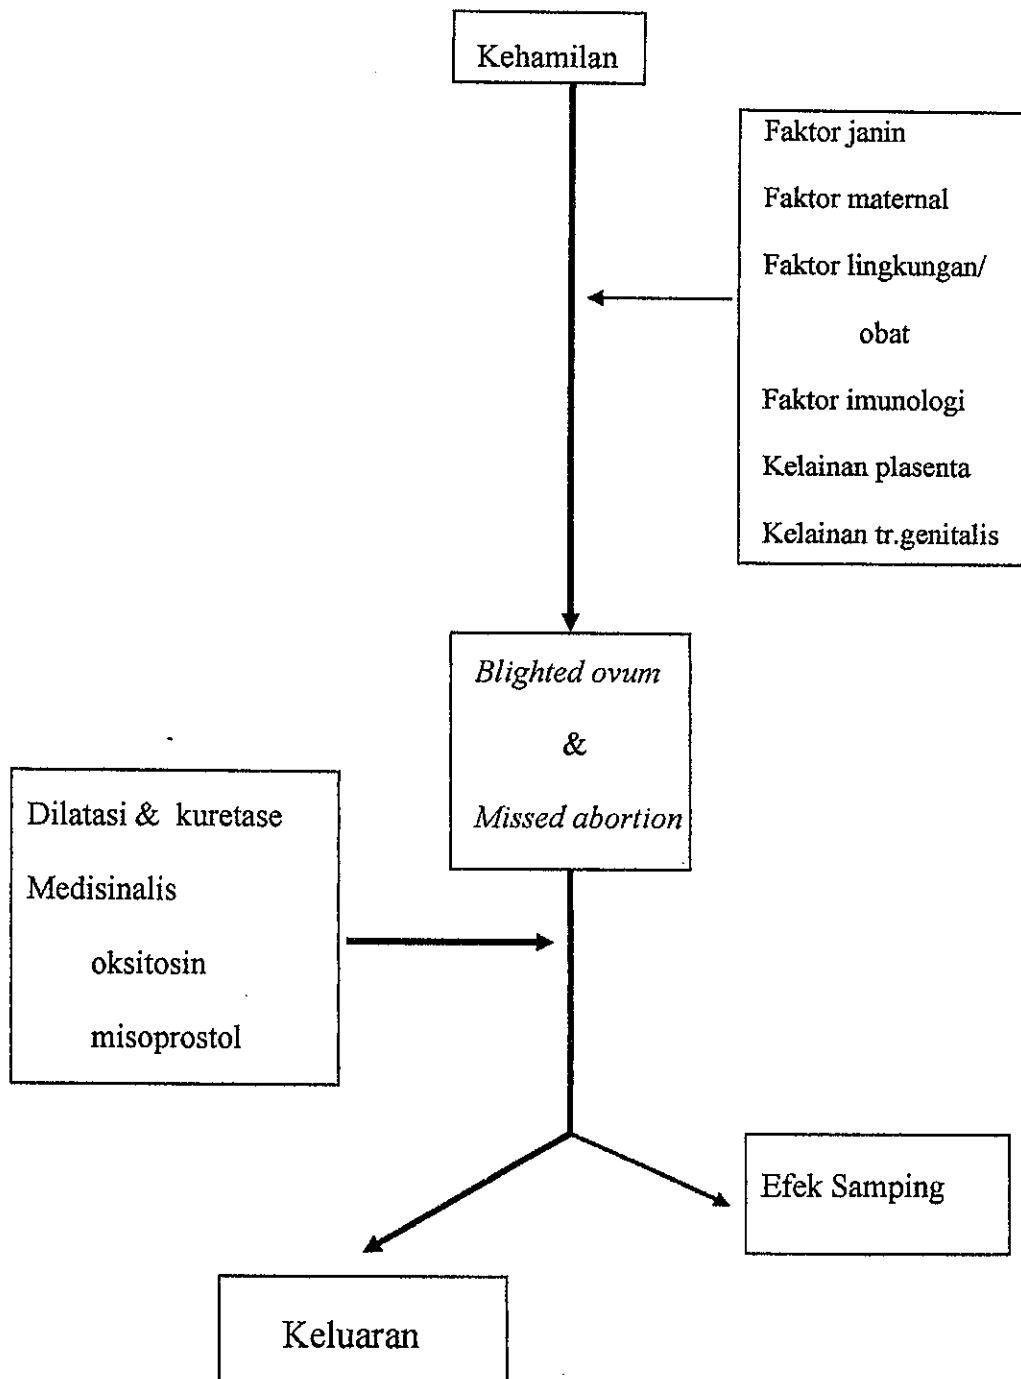 Kehamilan
Faktor janin
Faktor maternal
Faktor lingkungan/
obat
Faktor imunologi
Kelainan plasenta
Kelainan tr.genitalis
Blighted ovum
&
Missed abortion
Dilatasi & kuretase
Medisinalis
oksitosin
misoprostol
Efek Samping
Keluaran